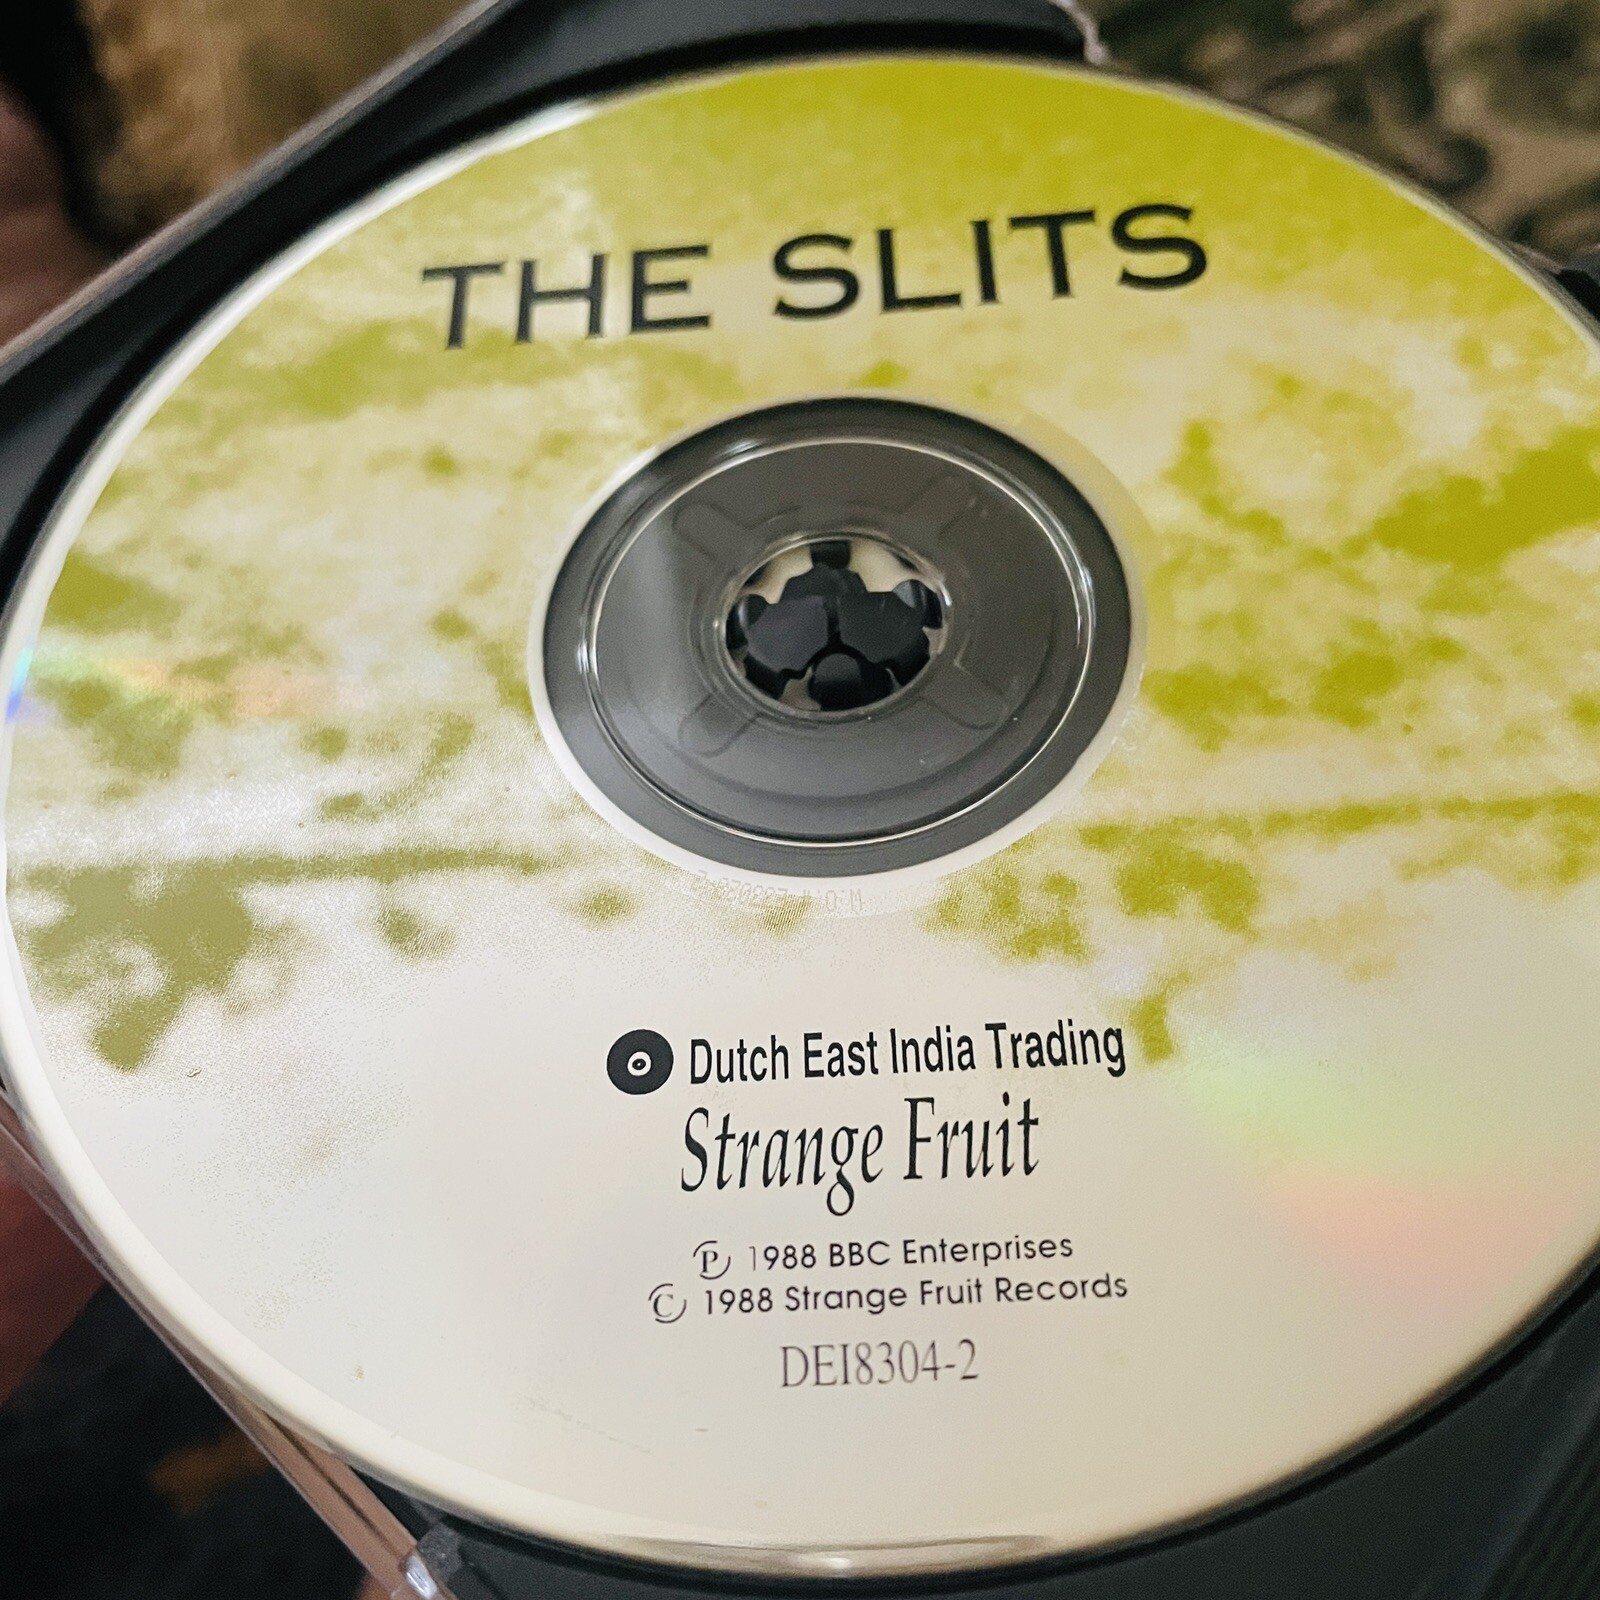 THE SLITS
Dutch East India Trading
Strange Fruit
℗ 1988 BBC Enterprises
© 1988 Strange Fruit Records
DEI8304-2